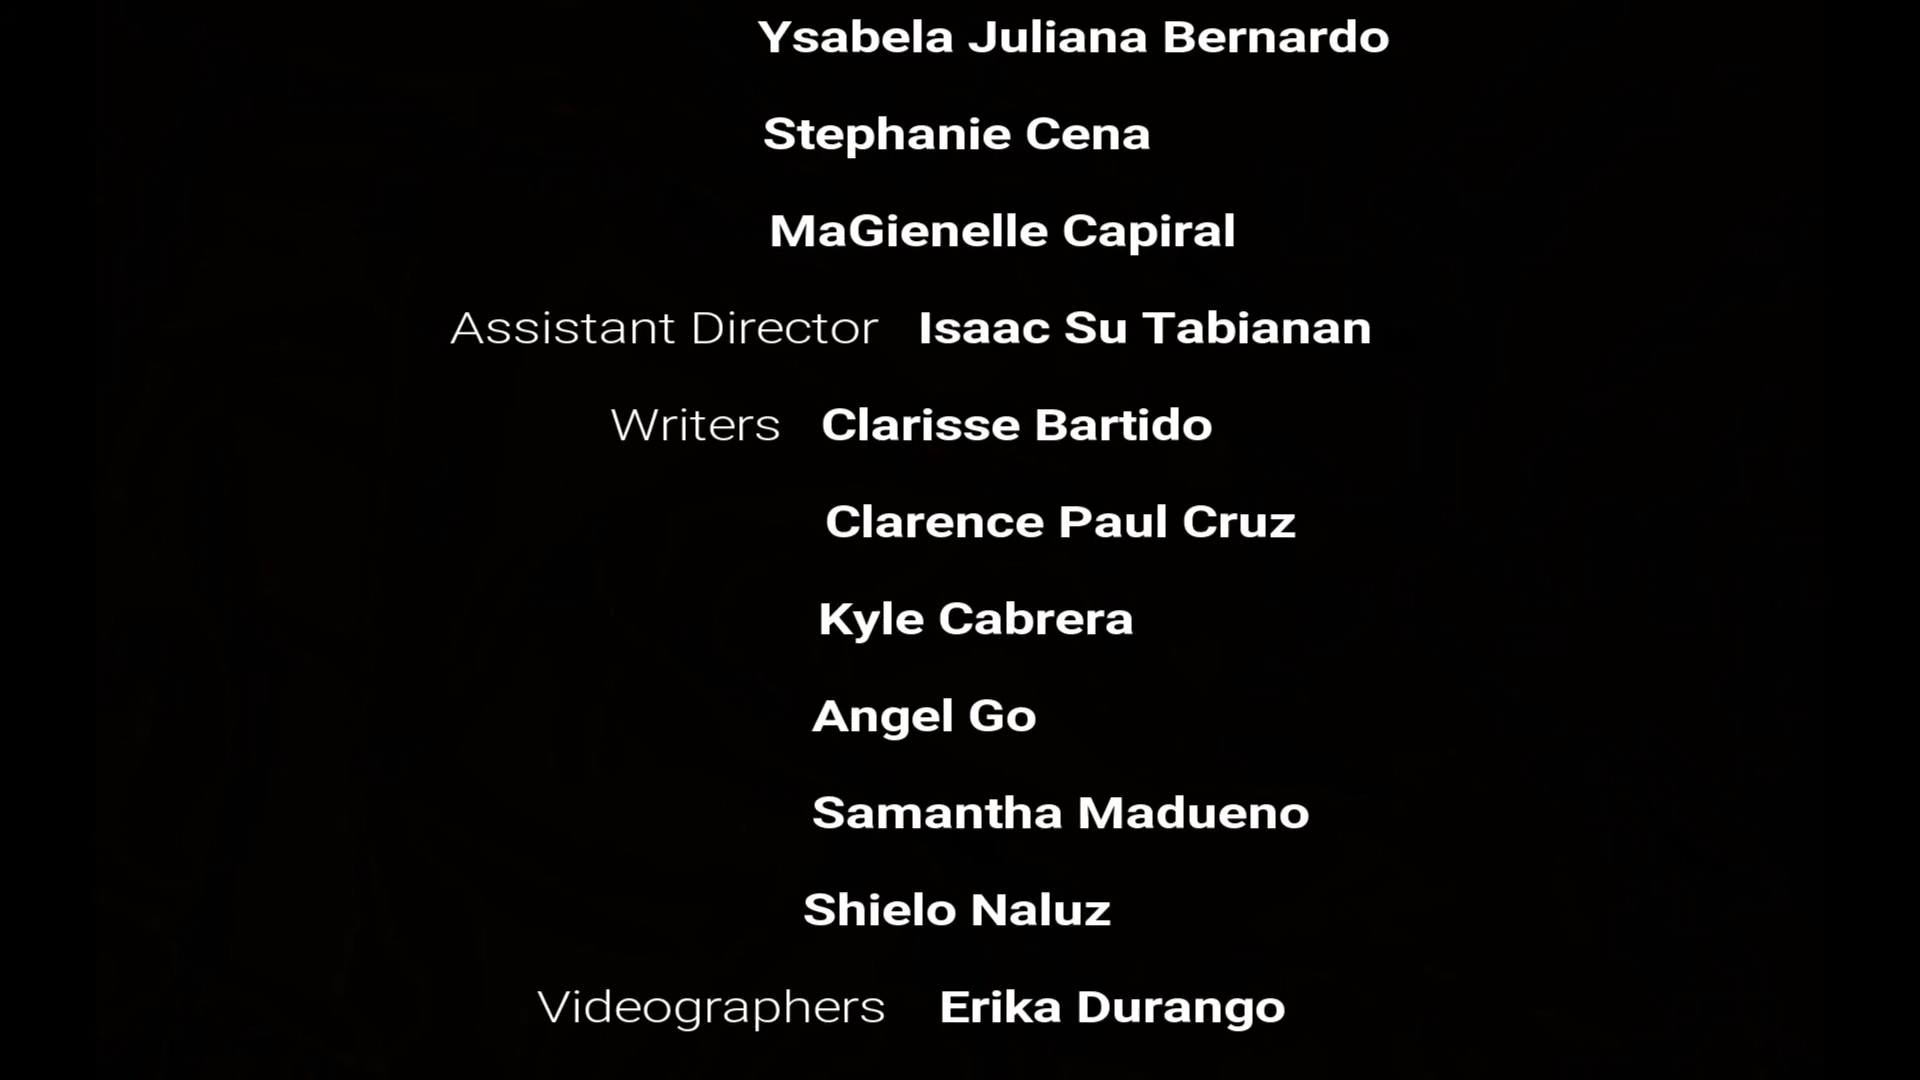 Ysabela Juliana Bernardo
Stephanie Cena
MaGienelle Capiral
Assistant Director Isaac Su Tabianan
Writers Clarisse Bartido
Clarence Paul Cruz
Kyle Cabrera
Angel Go
Samantha Madueno
Shielo Naluz
Videographers Erika Durango